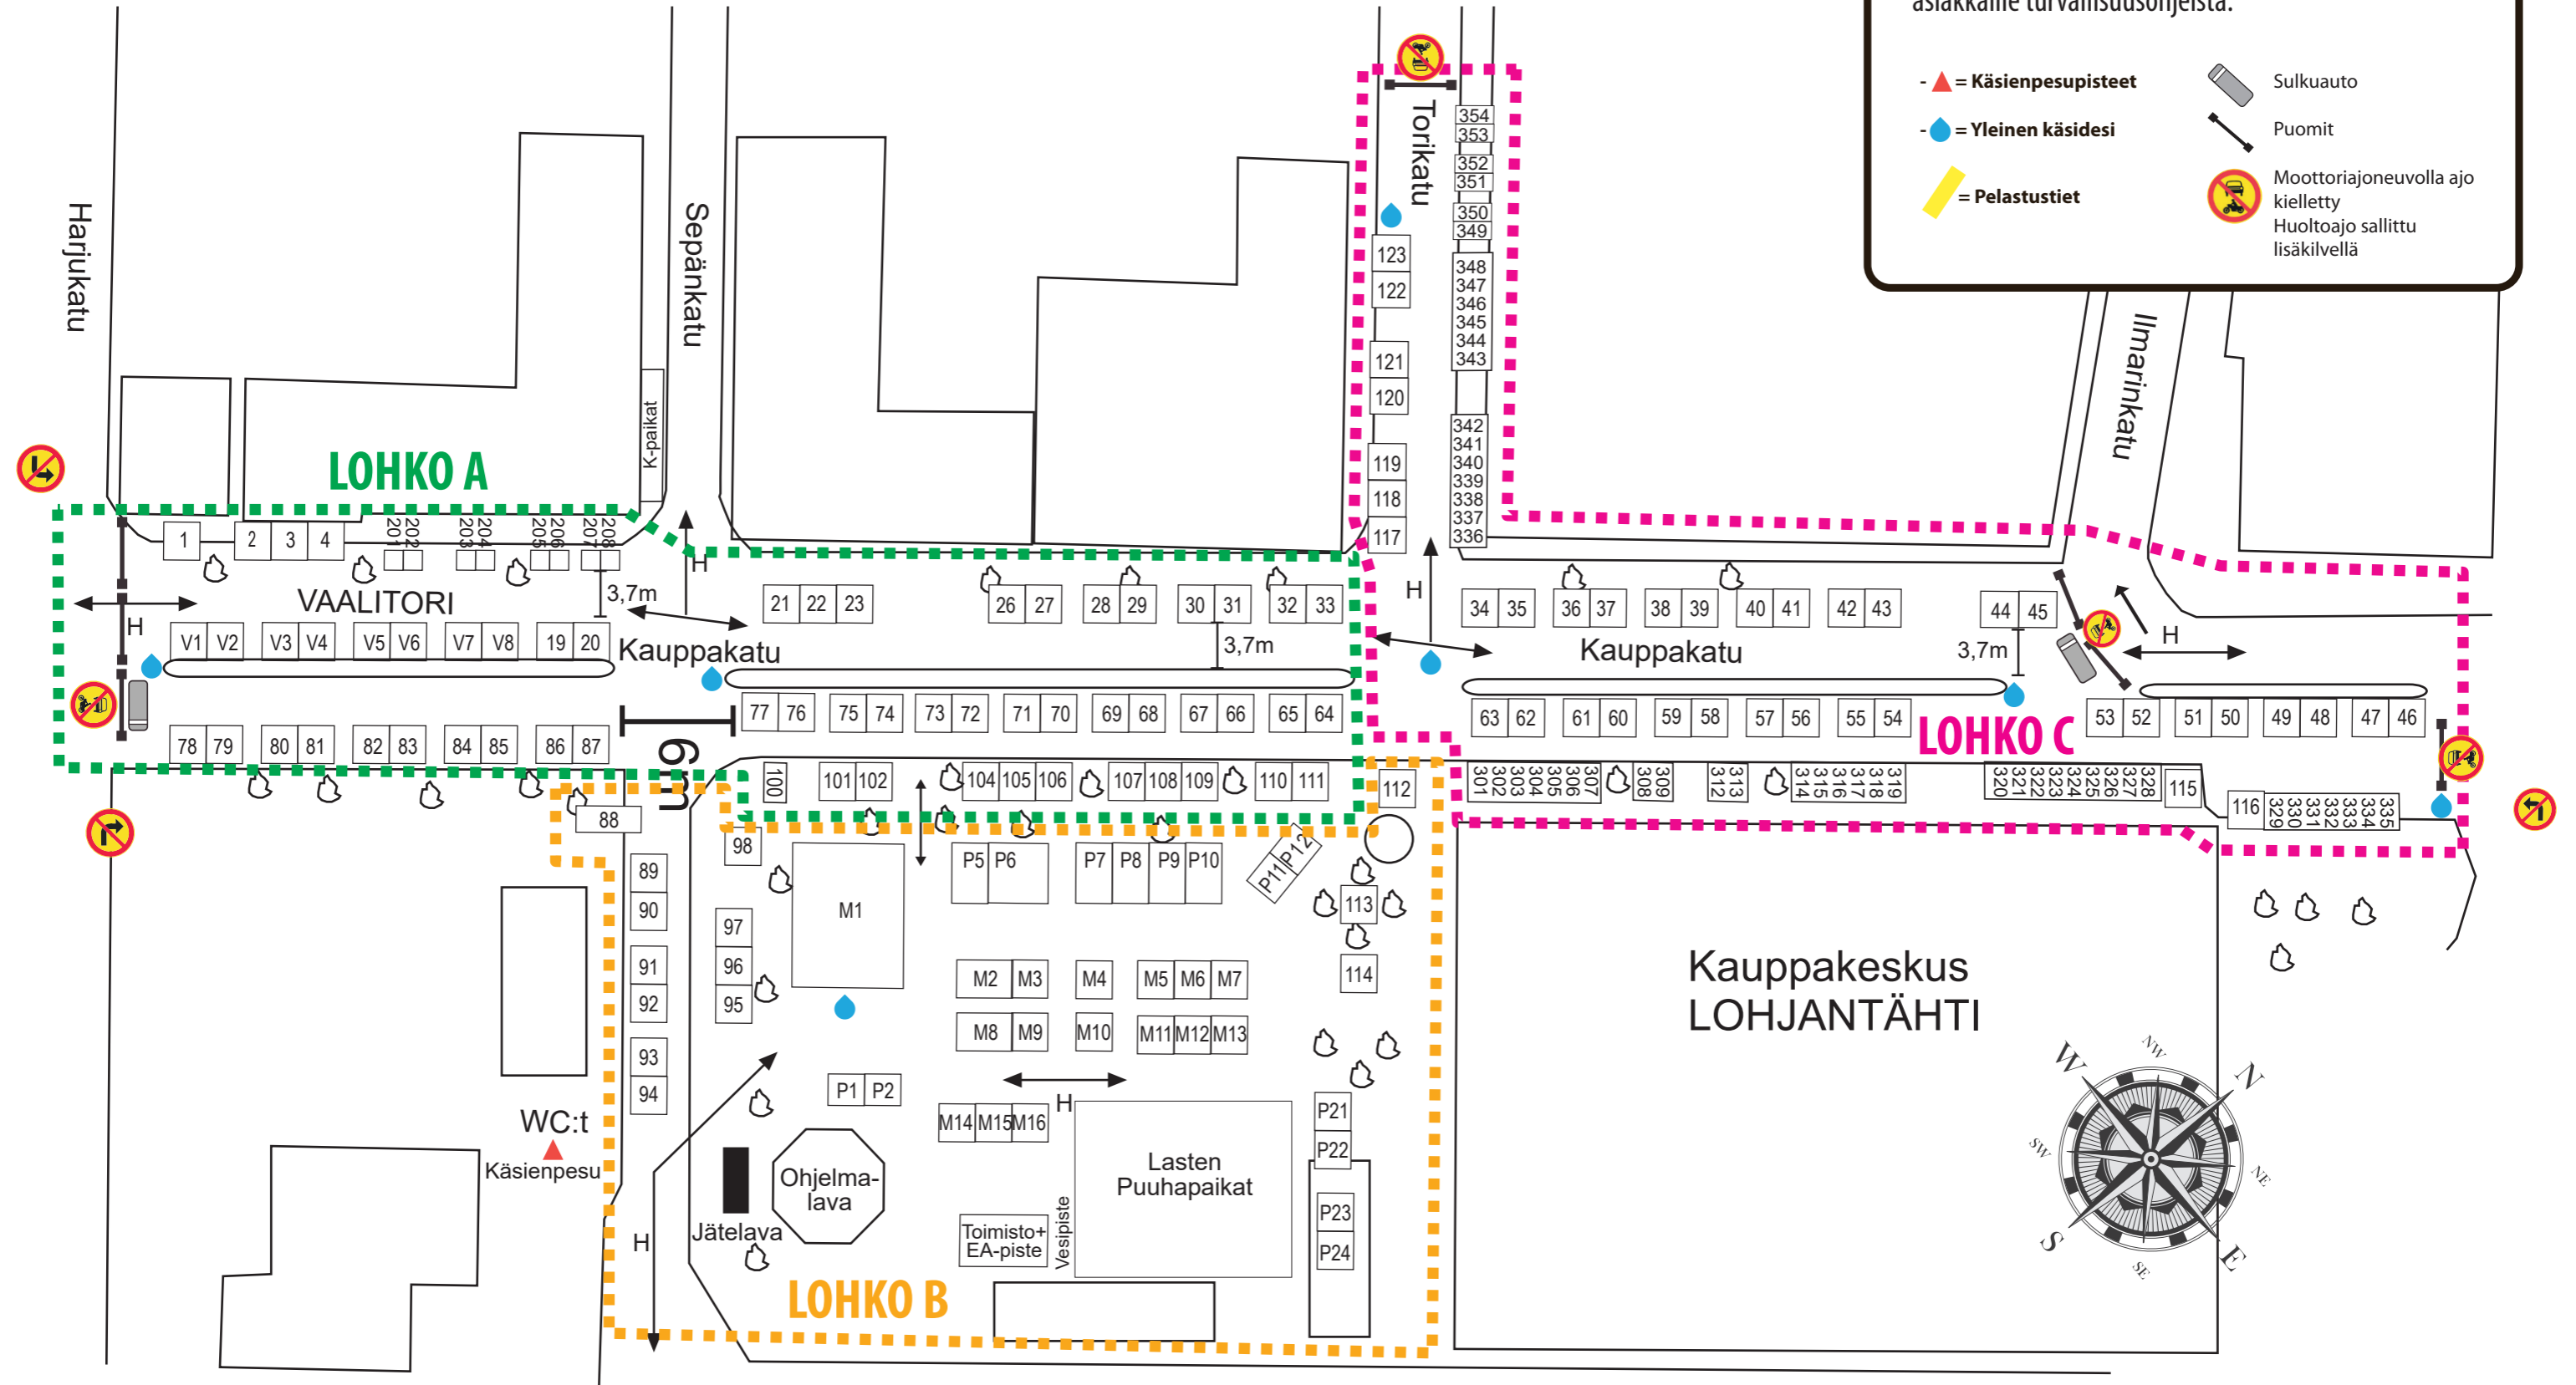 asiakkaille turvallisuusohjeista.
- = Käsienpesupisteet
- = Yleinen käsidesi
= Pelastustiet
Sulkuauto
Puomit
Moottoriajoneuvolla ajo
kielletty
Huoltoajo sallittu
lisäkilvellä
Harjukatu
Sepänkatu
Torikatu
Ilmarinkatu
K-paikat
354
353
352
351
350
349
348
347
346
345
344
343
342
341
340
339
338
337
336
123
122
121
120
119
118
117
LOHKO A
1 2 3 4 201 202 203 204 205 206 207 208
VAALITORI
3,7m
H
H
H
H
21 22 23 26 27 28 29 30 31 32 33
34 35 36 37 38 39 40 41 42 43 44 45
V1 V2 V3 V4 V5 V6 V7 V8 19 20
Kauppakatu
3,7m
Kauppakatu
3,7m
77 76 75 74 73 72 71 70 69 68 67 66 65 64
63 62 61 60 59 58 57 56 55 54
LOHKO C
53 52 51 50 49 48 47 46
78 79 80 81 82 83 84 85 86 87
6m
100 101 102 104 105 106 107 108 109 110 111 112
301 302 303 304 305 306 307 308 309 312 313 314 315 316 317 318 319
320 321 322 323 324 325 326 327 328 115
116 329 330 331 332 333 334 335
88
89
90
91
92
93
94
98
97
96
95
M1
P5 P6 P7 P8 P9 P10 P11 P12
113
114
M2 M3 M4 M5 M6 M7
M8 M9 M10 M11 M12 M13
P1 P2
H
M14 M15 M16
P21
P22
P23
P24
Kauppakeskus
LOHJANTÄHTI
WC:t
Käsienpesu
H
Jätelava
Ohjelma-
lava
Toimisto+
EA-piste
Vesipiste
Lasten
Puuhapaikat
LOHKO B
W
NW
N
SW
NE
S
SE
E